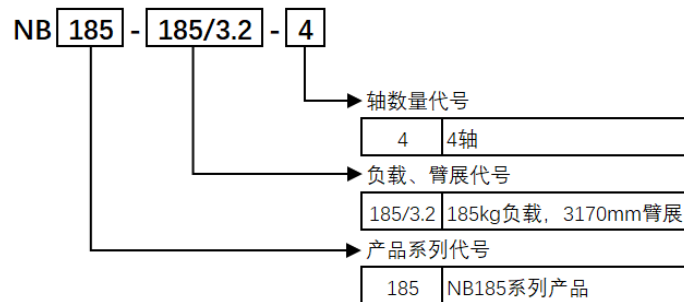 NB 185 - 185/3.2 - 4
轴数量代号
4 4轴
负载、臂展代号
185/3.2 185kg负载，3170mm臂展
产品系列代号
185 NB185系列产品